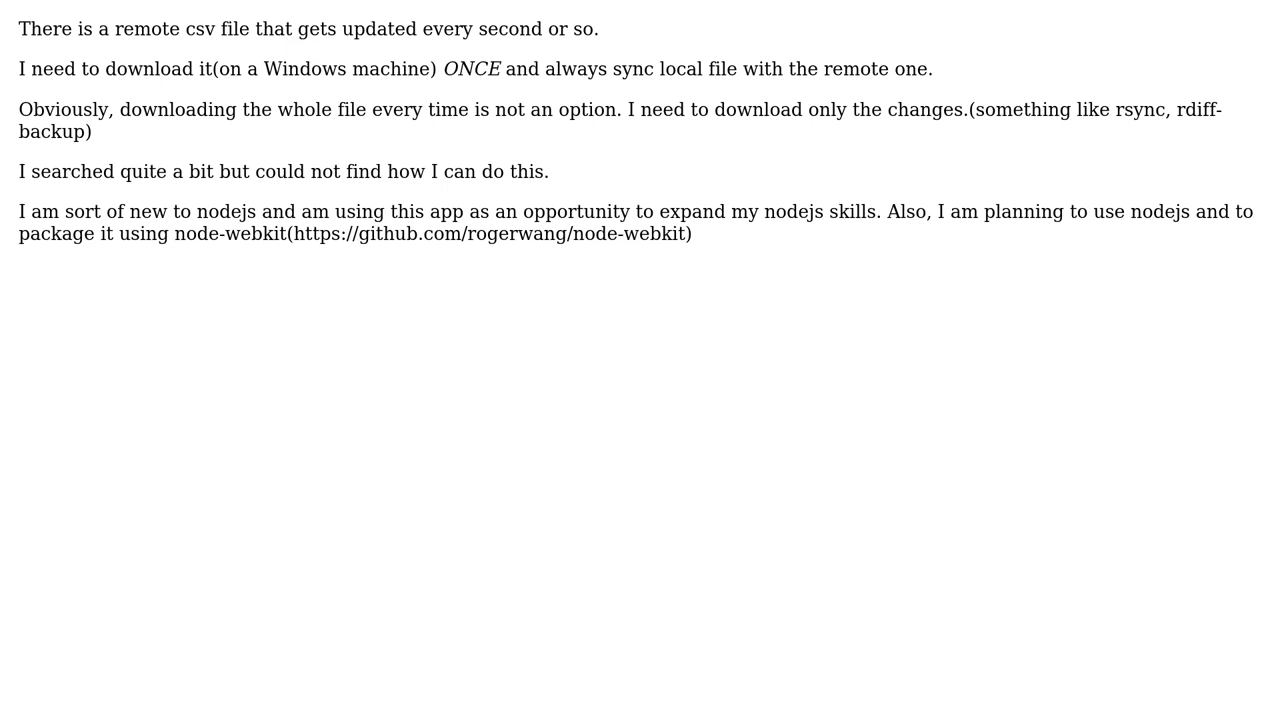 There is a remote csv file that gets updated every second or so.
I need to download it(on a Windows machine) ONCE and always sync local file with the remote one.
Obviously, downloading the whole file every time is not an option. I need to download only the changes.(something like rsync, rdiff-
backup)
I searched quite a bit but could not find how I can do this.
I am sort of new to nodejs and am using this app as an opportunity to expand my nodejs skills. Also, I am planning to use nodejs and to
package it using node-webkit(https://github.com/rogerwang/node-webkit)